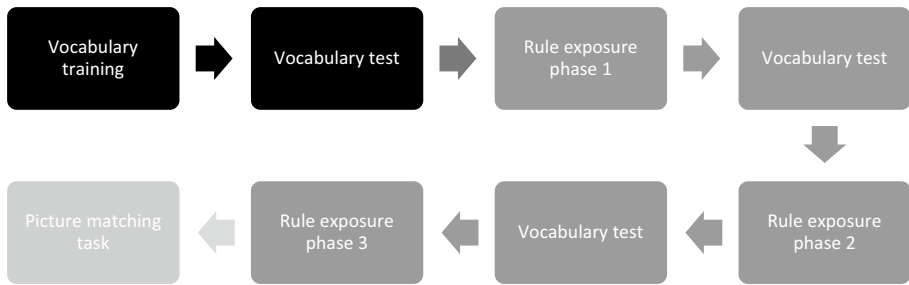 Vocabulary
training
Vocabulary test
Rule exposure
phase 1
Vocabulary test
Rule exposure
phase 2
Vocabulary test
Rule exposure
phase 3
Picture matching
task